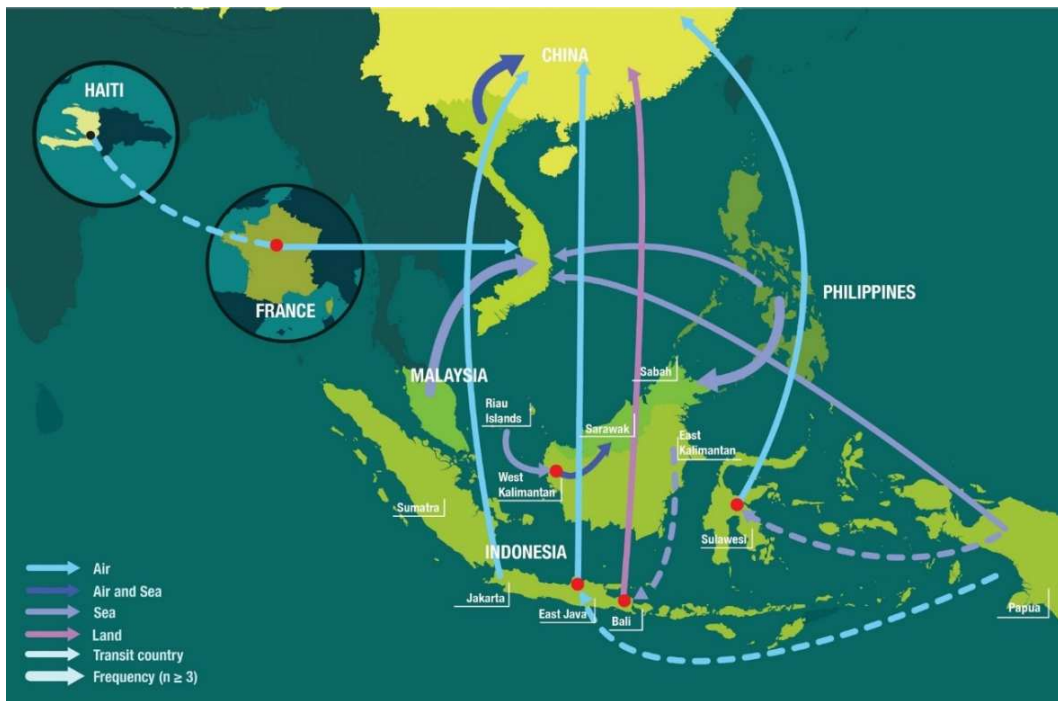 CHINA
HAITI
PHILIPPINES
FRANCE
MALAYSIA
Sabah
Riau
Islands
Sarawak
East
Kalimantan
West
Kalimantan
Sumatra
Sulawesi
INDONESIA
Jakarta
East Java
Bali
Papua
Air
Air and Sea
Sea
Land
Transit country
Frequency (n ≥ 3)